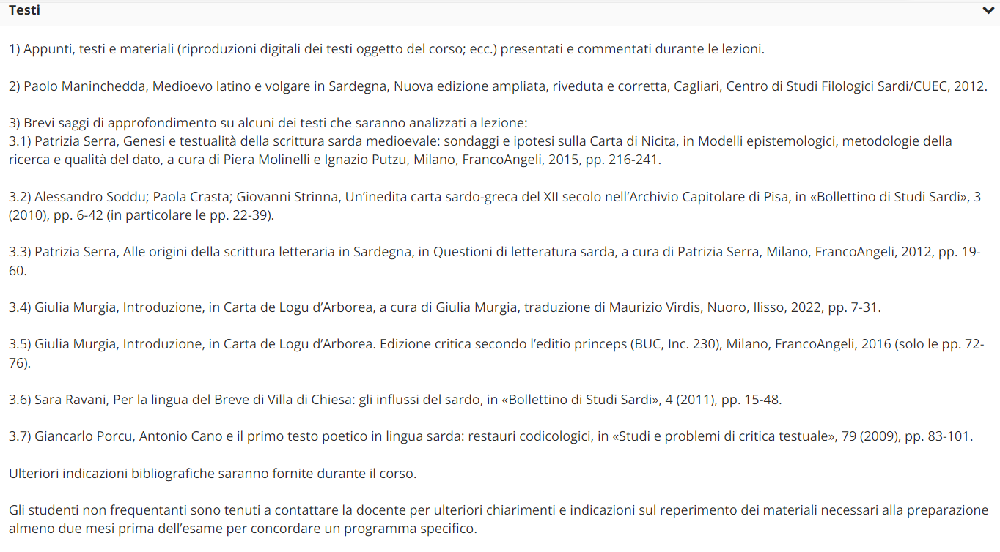 Testi
1) Appunti, testi e materiali (riproduzioni digitali dei testi oggetto del corso; ecc.) presentati e commentati durante le lezioni.
2) Paolo Maninchedda, Medioevo latino e volgare in Sardegna, Nuova edizione ampliata, riveduta e corretta, Cagliari, Centro di Studi Filologici Sardi/CUEC, 2012.
3) Brevi saggi di approfondimento su alcuni dei testi che saranno analizzati a lezione:
3.1) Patrizia Serra, Genesi e testualità della scrittura sarda medioevale: sondaggi e ipotesi sulla Carta di Nicita, in Modelli epistemologici, metodologie della
ricerca e qualità del dato, a cura di Piera Molinelli e Ignazio Putzu, Milano, FrancoAngeli, 2015, pp. 216-241.
3.2) Alessandro Soddu; Paola Crasta; Giovanni Strinna, Un’inedita carta sardo-greca del XII secolo nell’Archivio Capitolare di Pisa, in «Bollettino di Studi Sardi», 3
(2010), pp. 6-42 (in particolare le pp. 22-39).
3.3) Patrizia Serra, Alle origini della scrittura letteraria in Sardegna, in Questioni di letteratura sarda, a cura di Patrizia Serra, Milano, FrancoAngeli, 2012, pp. 19-
60.
3.4) Giulia Murgia, Introduzione, in Carta de Logu d’Arborea, a cura di Giulia Murgia, traduzione di Maurizio Virdis, Nuoro, Ilisso, 2022, pp. 7-31.
3.5) Giulia Murgia, Introduzione, in Carta de Logu d’Arborea. Edizione critica secondo l’editio princeps (BUC, Inc. 230), Milano, FrancoAngeli, 2016 (solo le pp. 72-
76).
3.6) Sara Ravani, Per la lingua del Breve di Villa di Chiesa: gli influssi del sardo, in «Bollettino di Studi Sardi», 4 (2011), pp. 15-48.
3.7) Giancarlo Porcu, Antonio Cano e il primo testo poetico in lingua sarda: restauri codicologici, in «Studi e problemi di critica testuale», 79 (2009), pp. 83-101.
Ulteriori indicazioni bibliografiche saranno fornite durante il corso.
Gli studenti non frequentanti sono tenuti a contattare la docente per ulteriori chiarimenti e indicazioni sul reperimento dei materiali necessari alla preparazione
almeno due mesi prima dell’esame per concordare un programma specifico.